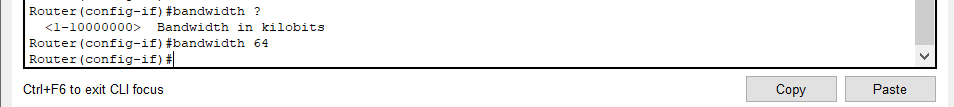 Router(config-if)#bandwidth ?
<1-10000000> Bandwidth in kilobits
Router(config-if)#bandwidth 64
Router(config-if)#
Ctrl+F6 to exit CLI focus
Copy
Paste